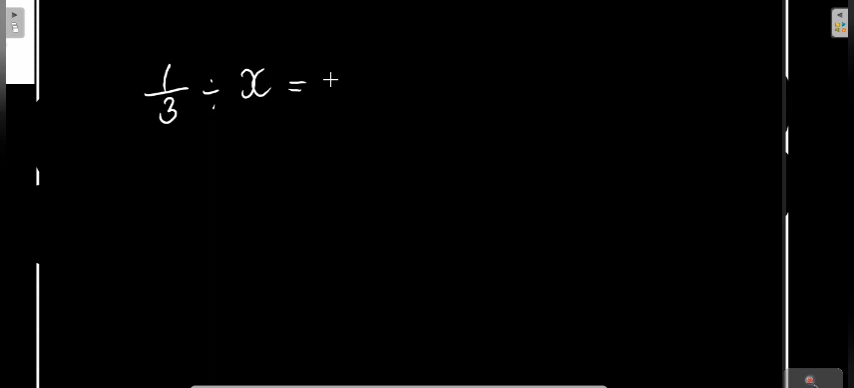 1/3 ÷ x =